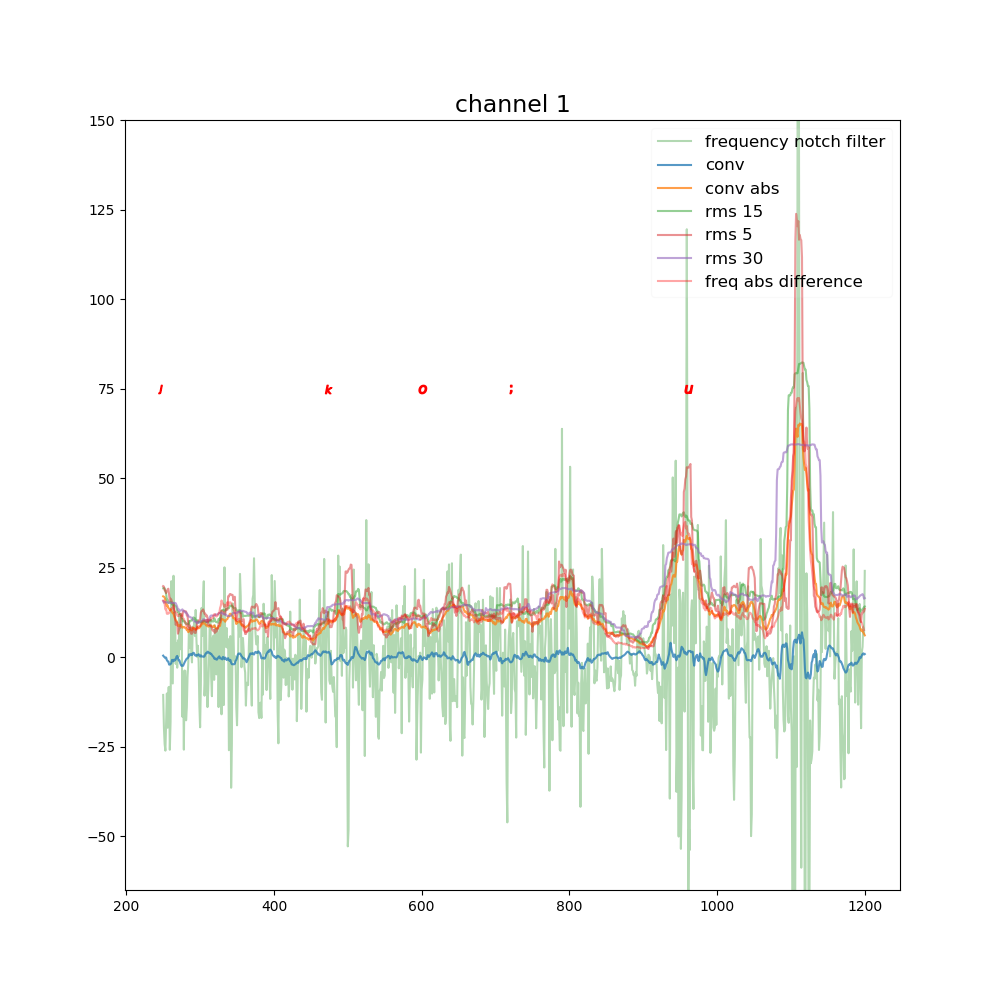 channel 1
150
125
100
75
50
25
0
−25
−50
frequency notch filter
conv
conv abs
rms 15
rms 5
rms 30
freq abs difference
j k o ; u
200 400 600 800 1000 1200